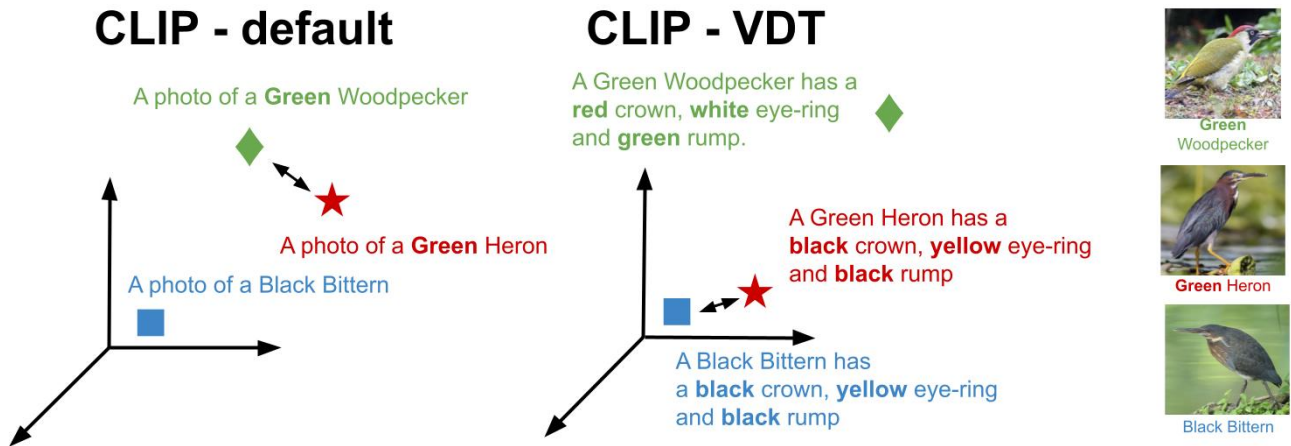 CLIP - default
A photo of a Green Woodpecker
A photo of a Green Heron
A photo of a Black Bittern
CLIP - VDT
A Green Woodpecker has a
red crown, white eye-ring
and green rump.
A Green Heron has a
black crown, yellow eye-ring
and black rump
A Black Bittern has
a black crown, yellow eye-ring
and black rump
Green
Woodpecker
Green Heron
Black Bittern